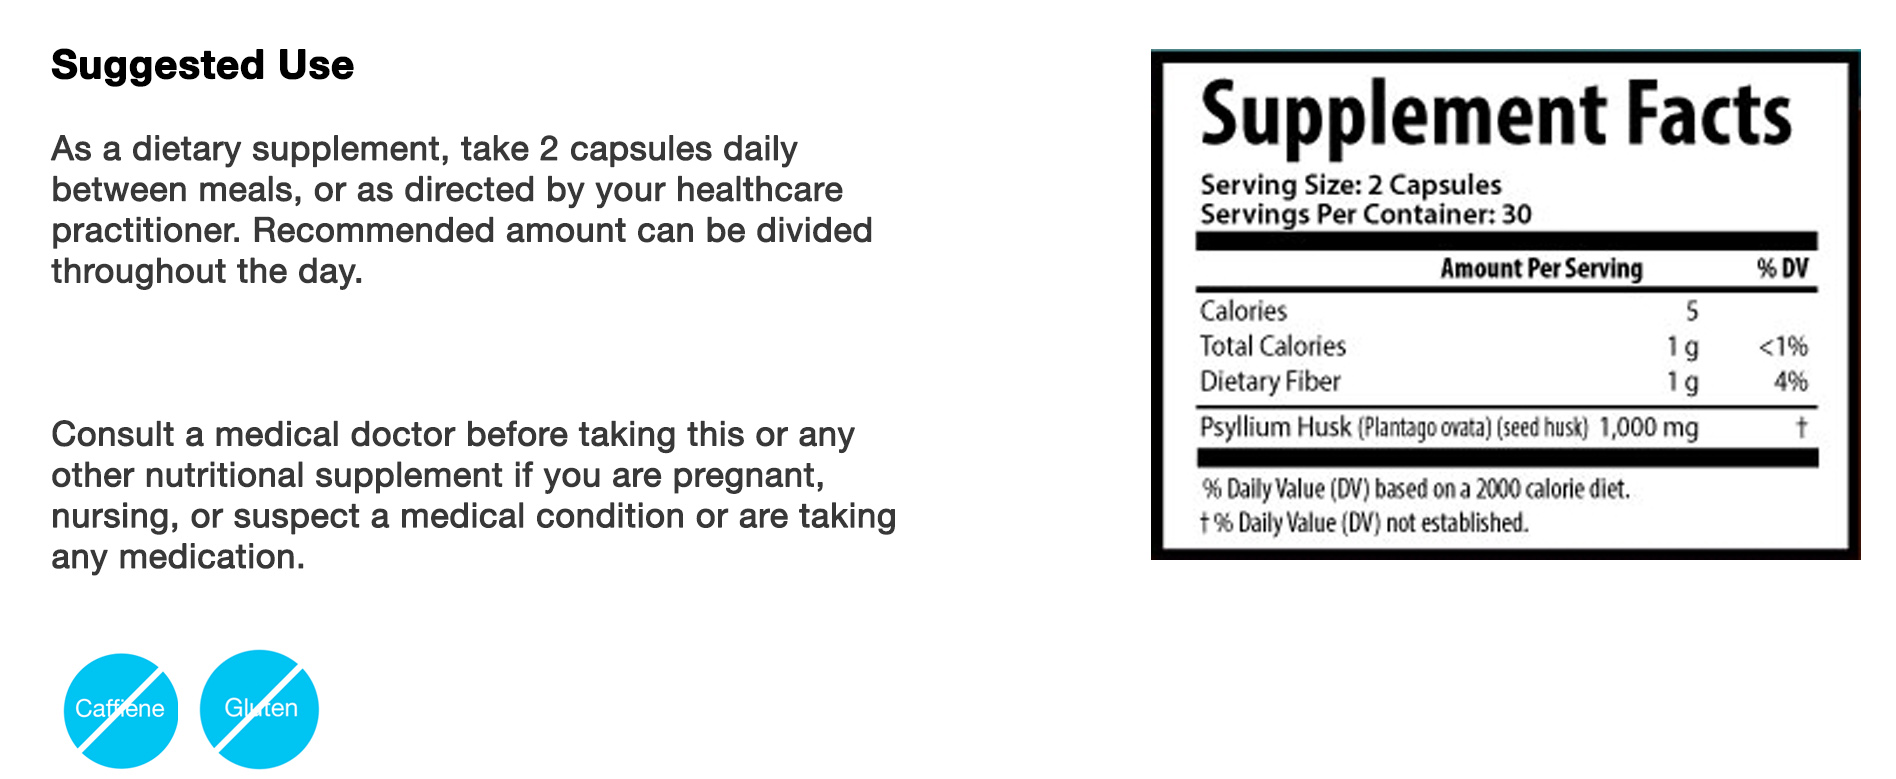 Suggested Use
As a dietary supplement, take 2 capsules daily
between meals, or as directed by your healthcare
practitioner. Recommended amount can be divided
throughout the day.
Consult a medical doctor before taking this or any
other nutritional supplement if you are pregnant,
nursing, or suspect a medical condition or are taking
any medication.
Caffiene
Gluten
Supplement Facts
Serving Size: 2 Capsules
Servings Per Container: 30
Amount Per Serving % DV
Calories 5
Total Calories 1 g <1%
Dietary Fiber 1 g 4%
Psyllium Husk (Plantago ovata) (seed husk) 1,000 mg †
% Daily Value (DV) based on a 2000 calorie diet.
† % Daily Value (DV) not established.